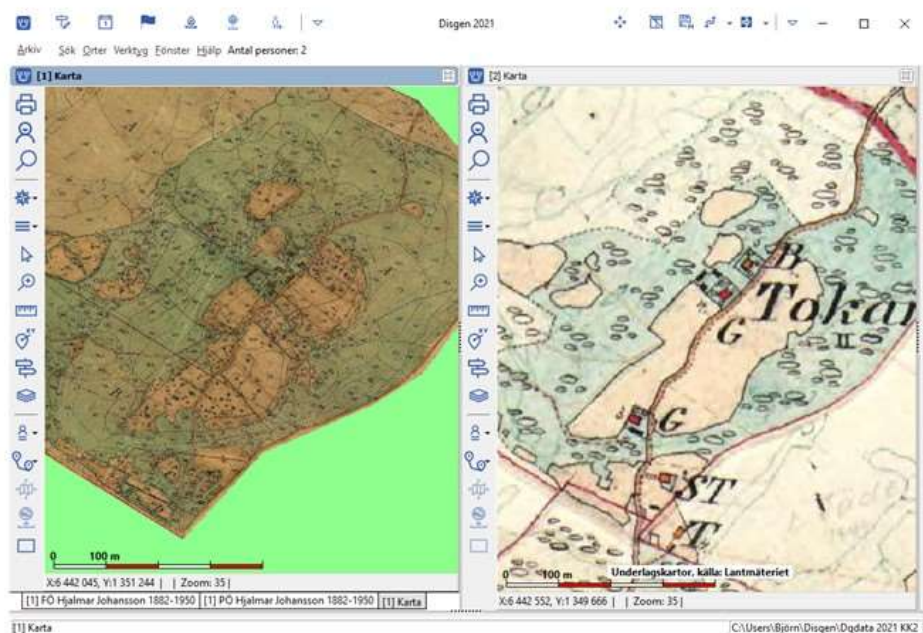 Disgen 2021
Arkiv Sök Orter Verktyg Fönster Hjälp Antal personer: 2
[1] Karta
[2] Karta
B
Tokar
G
G
ST
T.
0 100 m
X:6 442 045, Y:1 351 244 | | Zoom: 35 |
Underlagskartor, källa: Lantmäteriet
0 100 m
X:6 442 552, Y:1 349 666 | | Zoom: 35 |
[1] FÖ Hjalmar Johansson 1882-1950 [1] PÖ Hjalmar Johansson 1882-1950 [1] Karta
[1] Karta
C:\Users\Björn\Disgen\Dgdata 2021 KK2